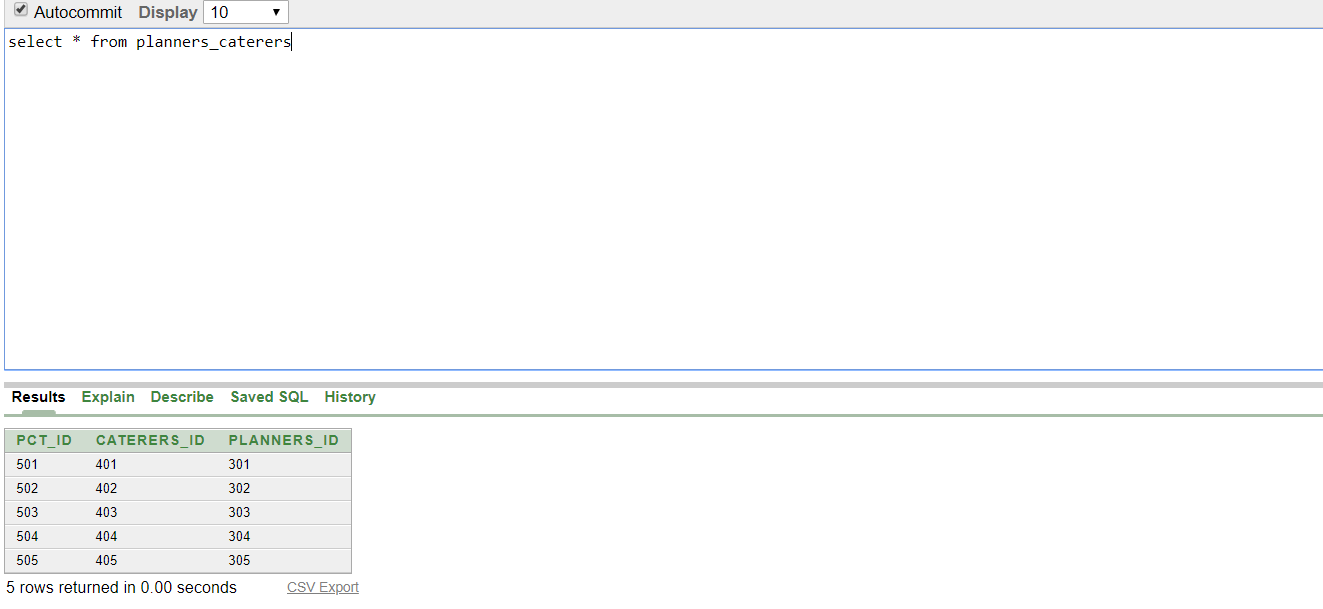 Autocommit Display 10
select * from planners_caterers
Results Explain Describe Saved SQL History
PCT_ID CATERERS_ID PLANNERS_ID
501 401 301
502 402 302
503 403 303
504 404 304
505 405 305
5 rows returned in 0.00 seconds CSV Export